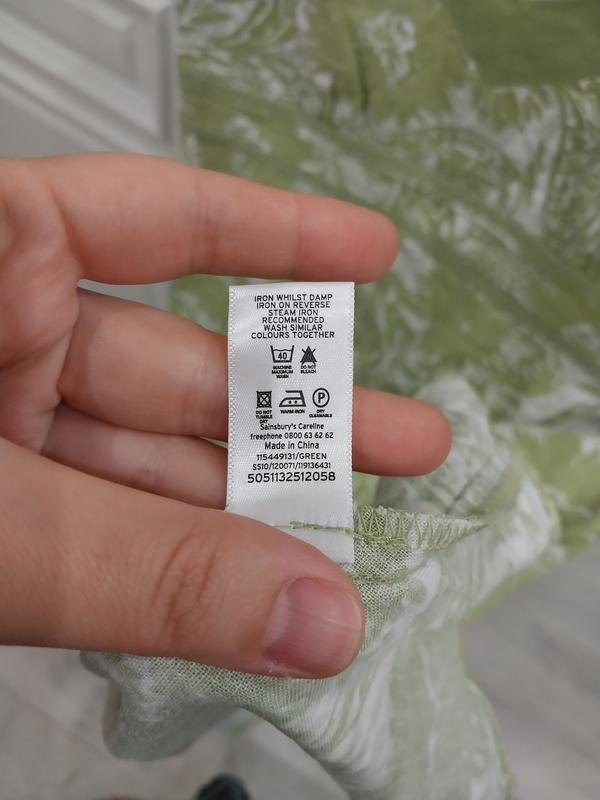 IRON WHILST DAMP
IRON ON REVERSE
STEAM IRON
RECOMMENDED
WASH SIMILAR
COLOURS TOGETHER
40
MACHINE MAXIMUM WASH
DO NOT BLEACH
DO NOT TUMBLE DRY
WARM IRON
P
DRY CLEANABLE
Sainsbury's Careline
freephone 0800 63 62 62
Made in China
115449131/GREEN
SS10/120071/119136431
5051132512058